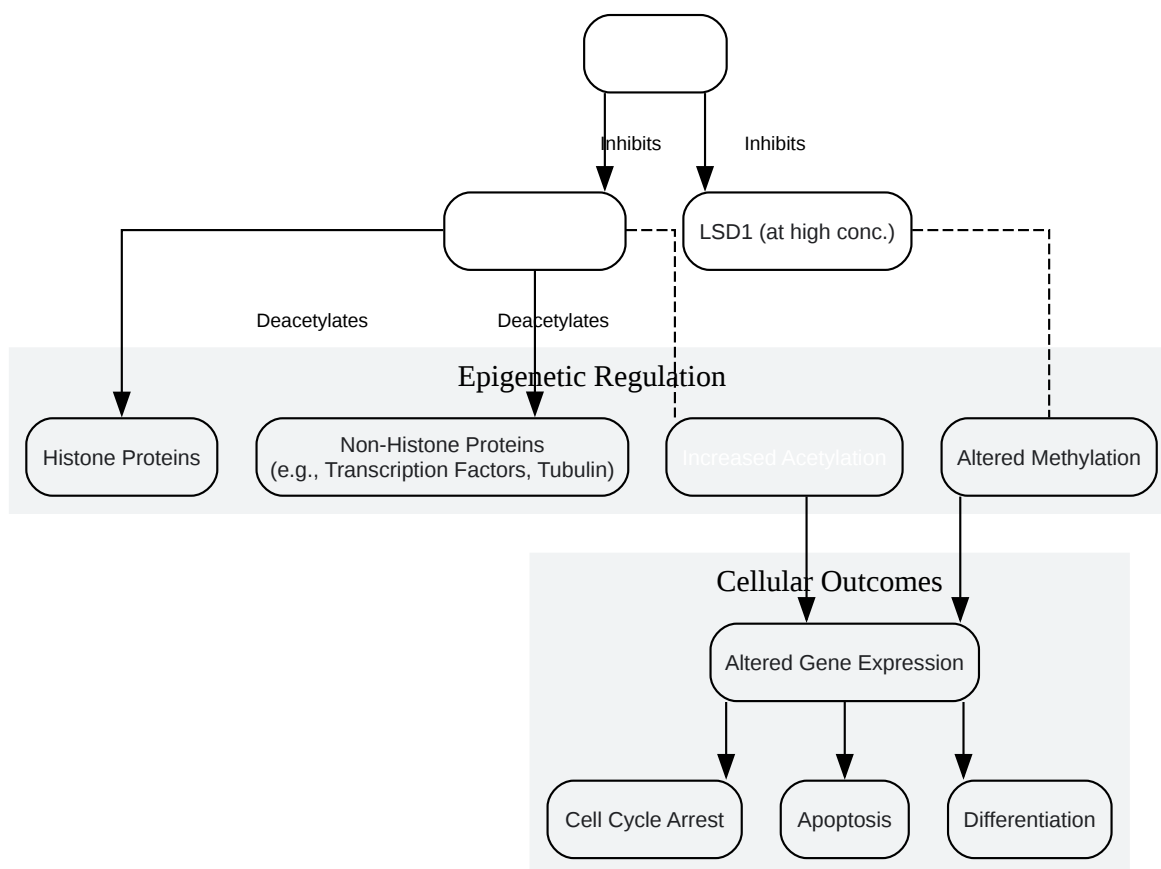 Inhibits
Inhibits
LSD1 (at high conc.)
Deacetylates
Deacetylates
Epigenetic Regulation
Histone Proteins
Non-Histone Proteins
(e.g., Transcription Factors, Tubulin)
Increased Acetylation
Altered Methylation
Cellular Outcomes
Altered Gene Expression
Cell Cycle Arrest
Apoptosis
Differentiation